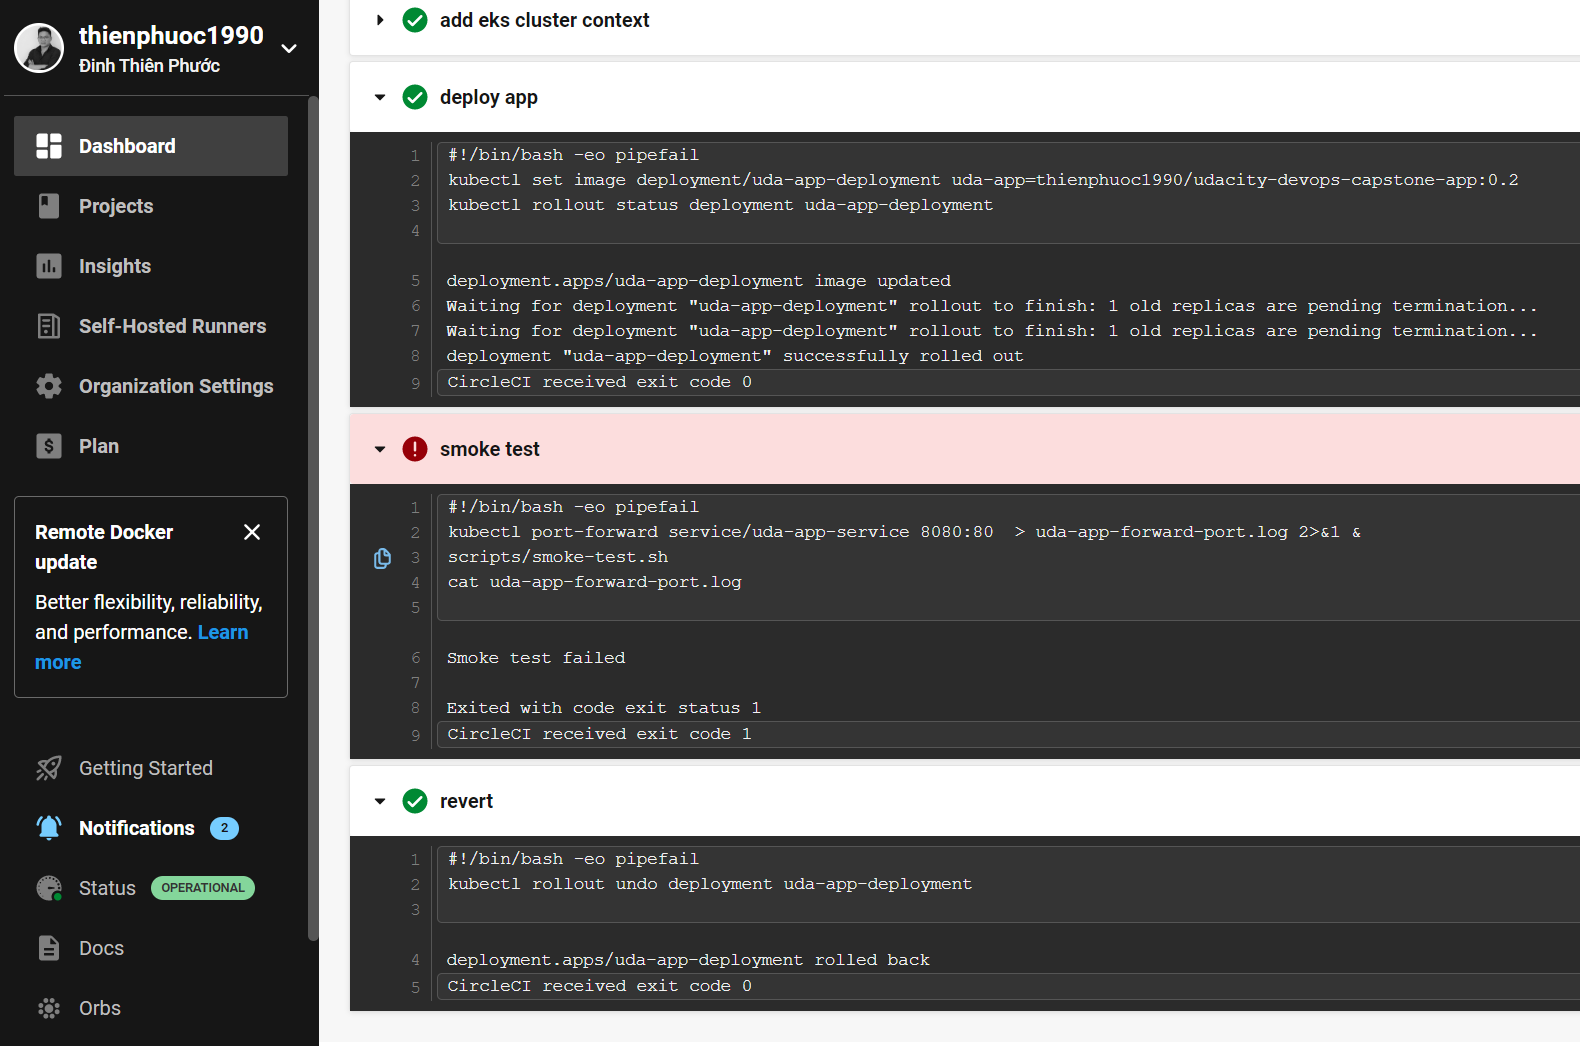 thienphuoc1990
Đinh Thiên Phước
Dashboard
Projects
Insights
Self-Hosted Runners
Organization Settings
Plan
Remote Docker
update
Better flexibility, reliability,
and performance. Learn
more
Getting Started
Notifications 2
Status OPERATIONAL
Docs
Orbs
add eks cluster context
deploy app
1 #!/bin/bash -eo pipefail
2 kubectl set image deployment/uda-app-deployment uda-app=thienphuoc1990/udacity-devops-capstone-app:0.2
3 kubectl rollout status deployment uda-app-deployment
4
5 deployment.apps/uda-app-deployment image updated
6 Waiting for deployment "uda-app-deployment" rollout to finish: 1 old replicas are pending termination...
7 Waiting for deployment "uda-app-deployment" rollout to finish: 1 old replicas are pending termination...
8 deployment "uda-app-deployment" successfully rolled out
9 CircleCI received exit code 0
smoke test
1 #!/bin/bash -eo pipefail
2 kubectl port-forward service/uda-app-service 8080:80  > uda-app-forward-port.log 2>&1 &
3 scripts/smoke-test.sh
4 cat uda-app-forward-port.log
5
6 Smoke test failed
7
8 Exited with code exit status 1
9 CircleCI received exit code 1
revert
1 #!/bin/bash -eo pipefail
2 kubectl rollout undo deployment uda-app-deployment
3
4 deployment.apps/uda-app-deployment rolled back
5 CircleCI received exit code 0